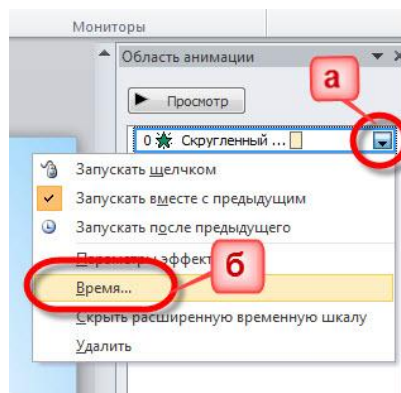 Мониторы
Область анимации
Просмотр
а
0 Скругленный ...
Запускать щелчком
Запускать вместе с предыдущим
Запускать после предыдущего
Параметры эффект
б
Время...
Скрыть расширенную временную шкалу
Удалить